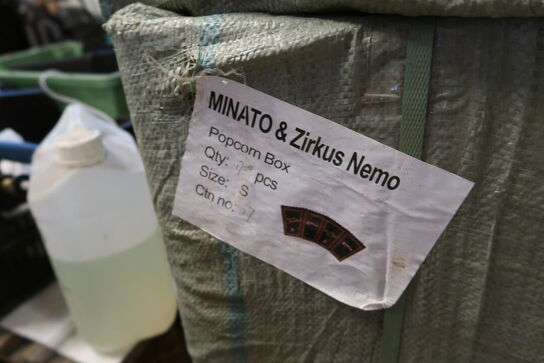 MINATO & Zirkus Nemo
Popcorn Box
Qty: pcs
Size: S
Ctn no: